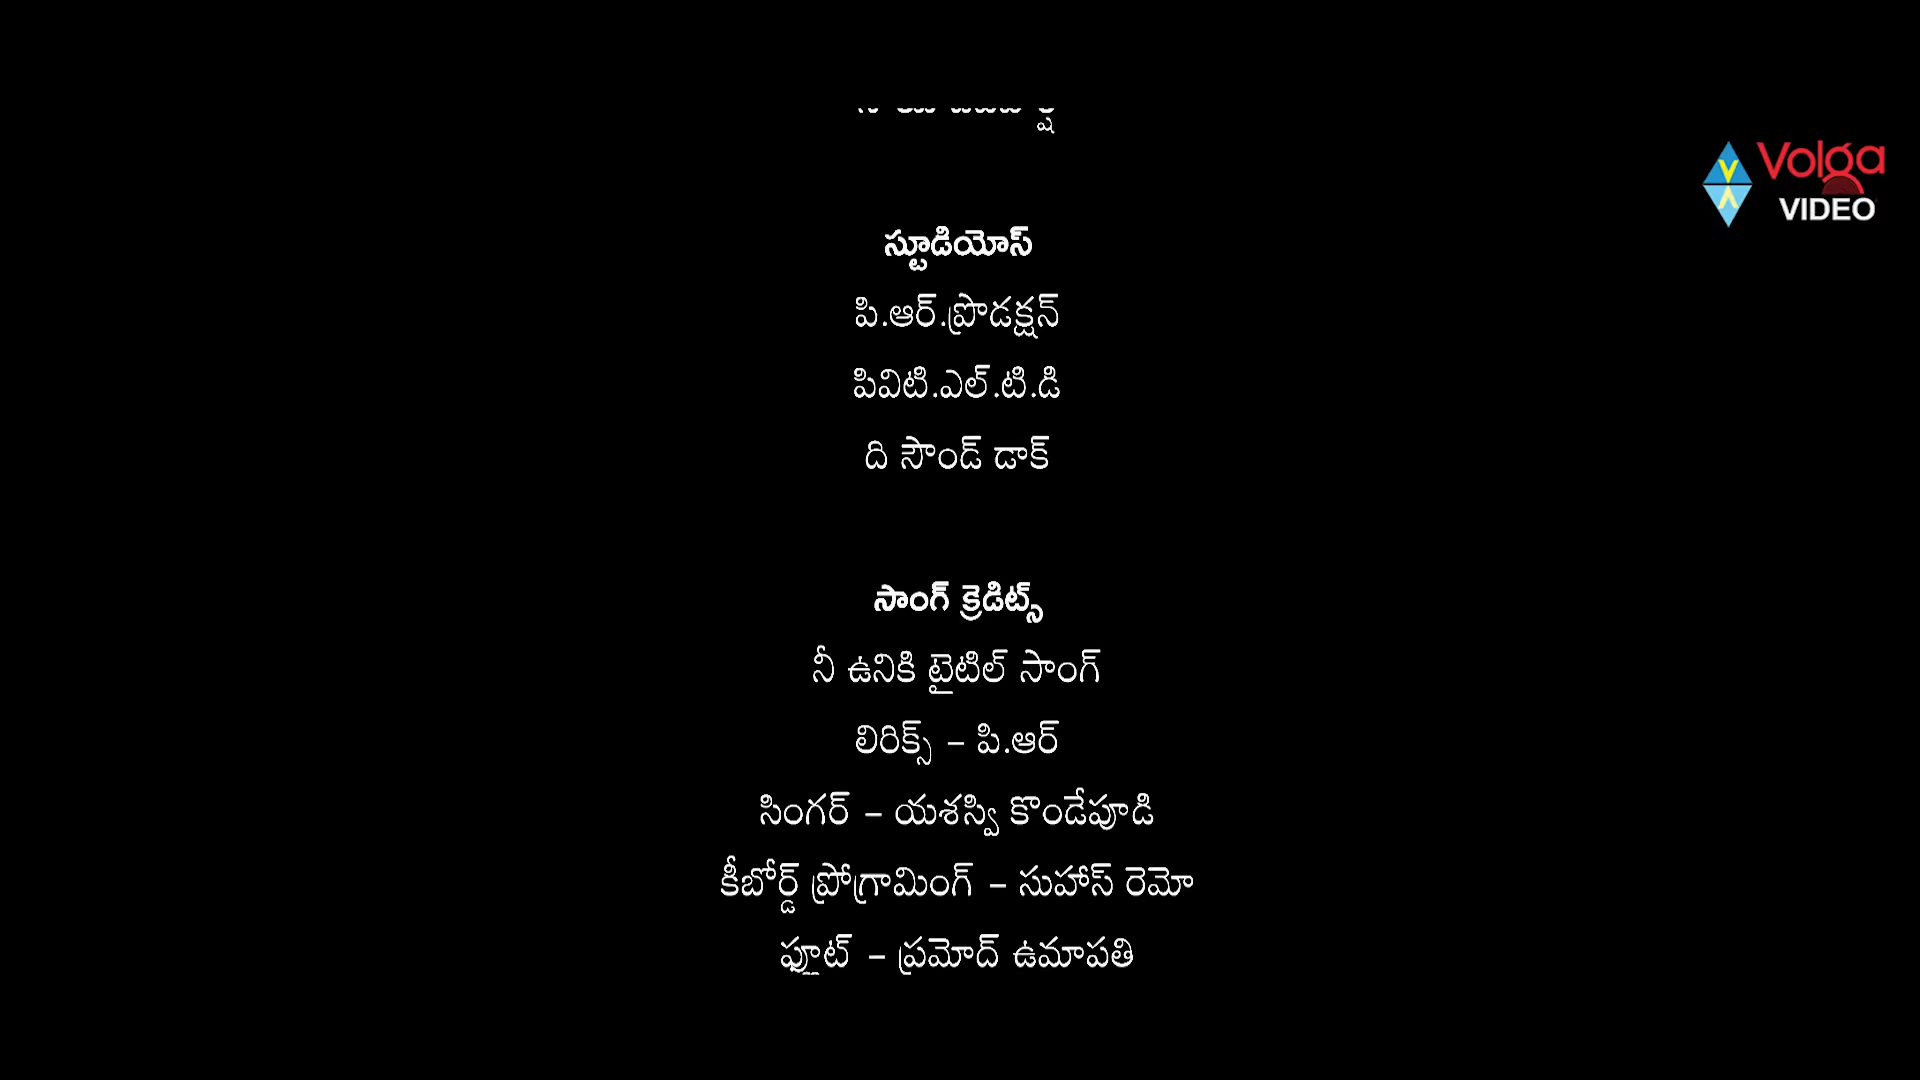 Volga
VIDEO
స్టూడియోస్
పి.ఆర్.ప్రొడక్షన్
పివిటి.ఎల్.టి.డి
ది సౌండ్ డాక్
సాంగ్ క్రెడిట్స్
నీ ఉనికి టైటిల్ సాంగ్
లిరిక్స్ – పి.ఆర్
సింగర్ – యశస్వి కొండేపూడి
కీబోర్డ్ ప్రోగ్రామింగ్ – సుహాస్ రెమో
ఫ్లూట్ – ప్రమోద్ ఉమాపతి